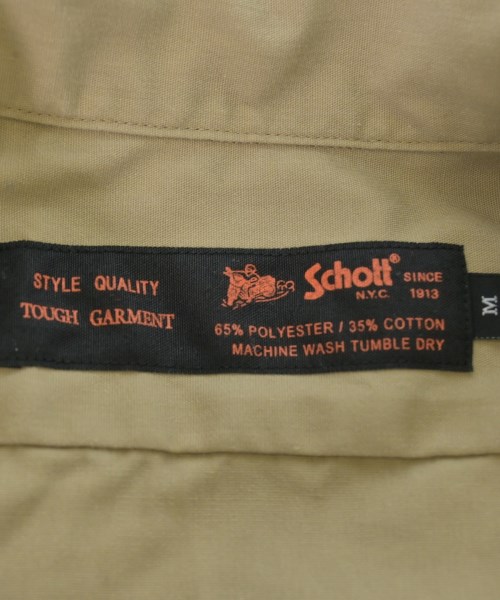 STYLE QUALITY
TOUGH GARMENT
Schott®
N.Y.C.
SINCE
1913
65% POLYESTER / 35% COTTON
MACHINE WASH TUMBLE DRY
M